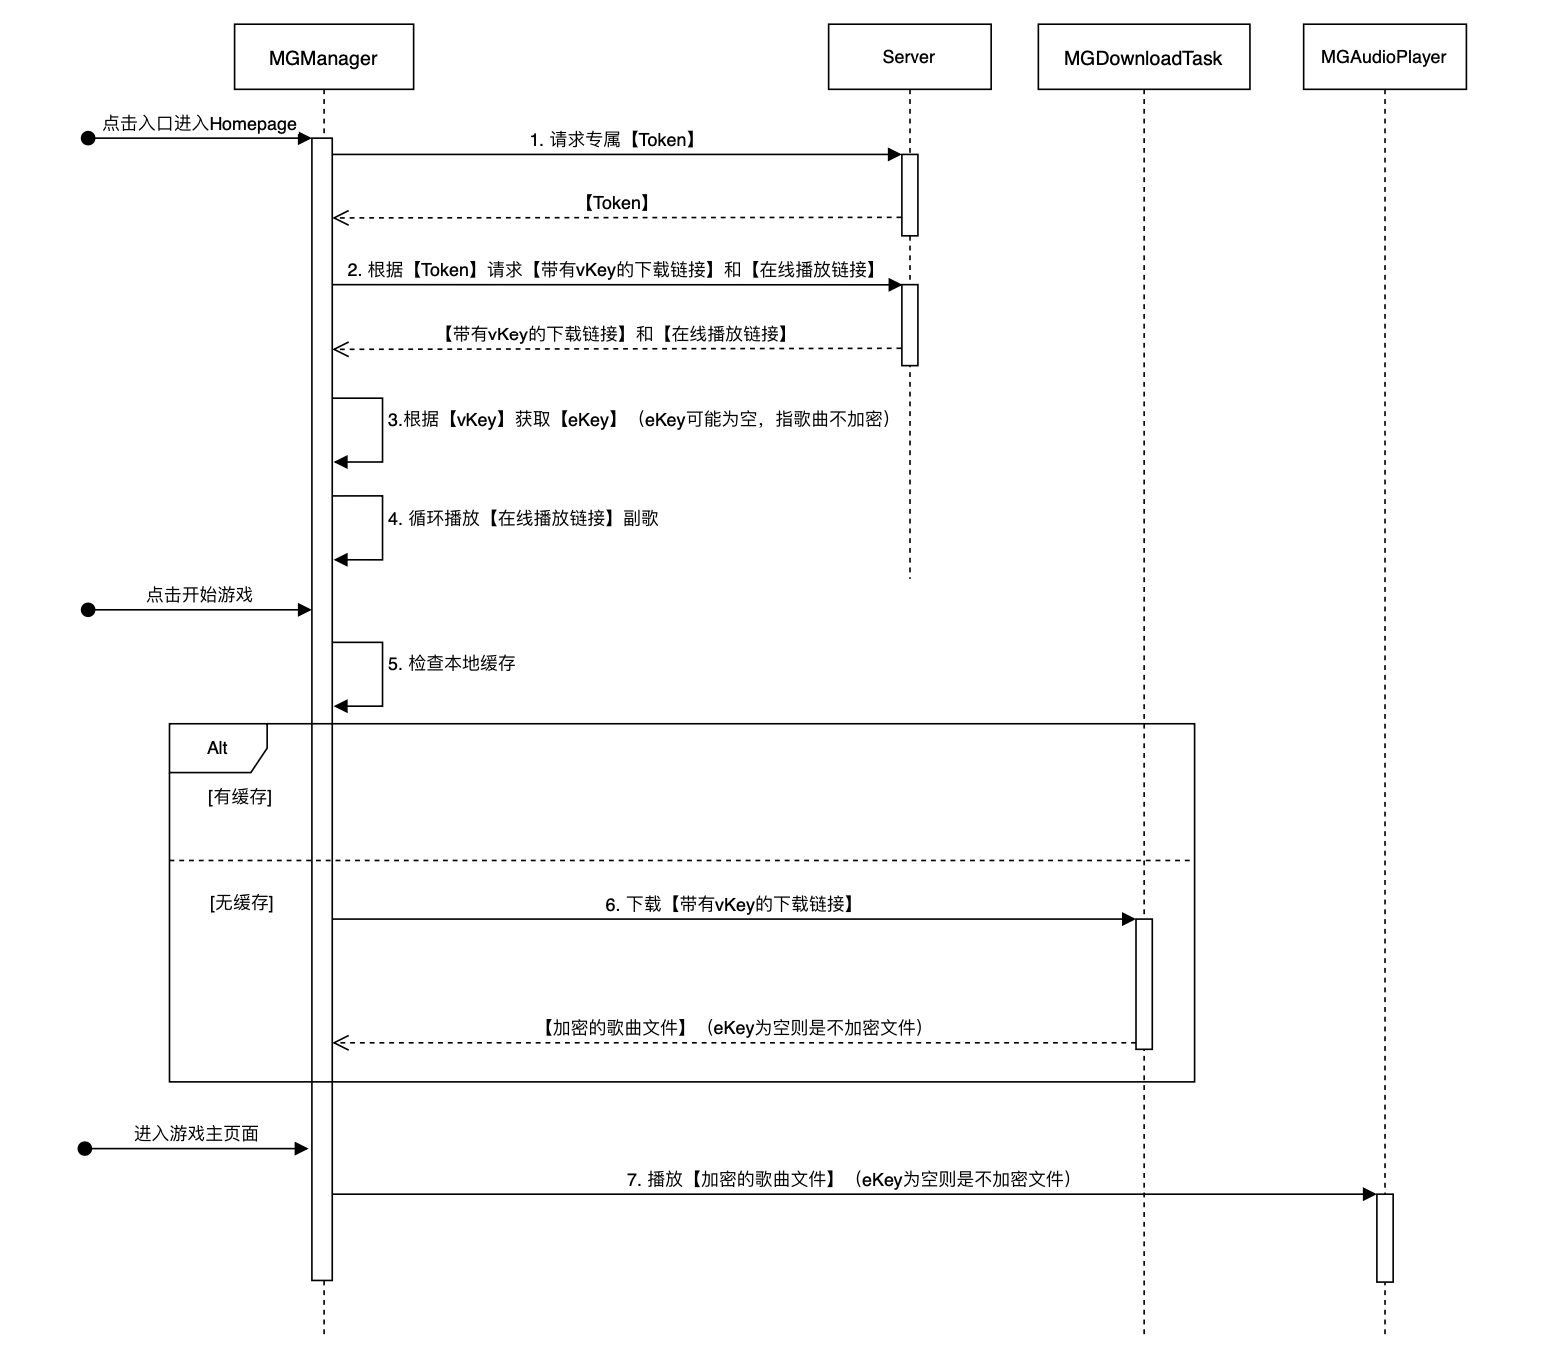 MGManager
Server
MGDownloadTask
MGAudioPlayer
点击入口进入Homepage
1. 请求专属【Token】
【Token】
2. 根据【Token】请求【带有vKey的下载链接】和【在线播放链接】
【带有vKey的下载链接】和【在线播放链接】
3.根据【vKey】获取【eKey】（eKey可能为空，指歌曲不加密）
4. 循环播放【在线播放链接】副歌
点击开始游戏
5. 检查本地缓存
Alt
[有缓存]
[无缓存]
6. 下载【带有vKey的下载链接】
【加密的歌曲文件】（eKey为空则是不加密文件）
进入游戏主页面
7. 播放【加密的歌曲文件】（eKey为空则是不加密文件）